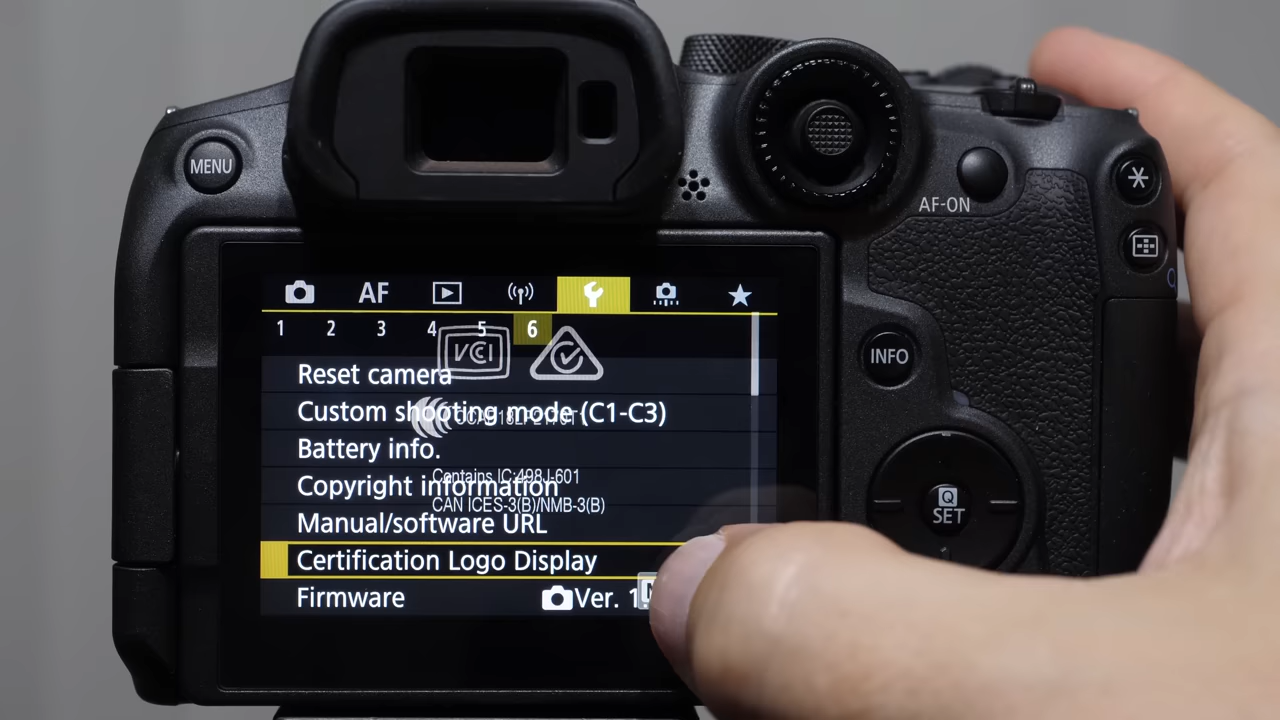 MENU
AF-ON
AF
1 2 3 4 5 6
VCI
Reset camera
Custom shooting mode (C1-C3)
Battery info.
Contains IC:498J-601
Copyright information
CAN ICES-3(B)/NMB-3(B)
Manual/software URL
Certification Logo Display
Firmware Ver. 1
INFO
Q
SET
Q